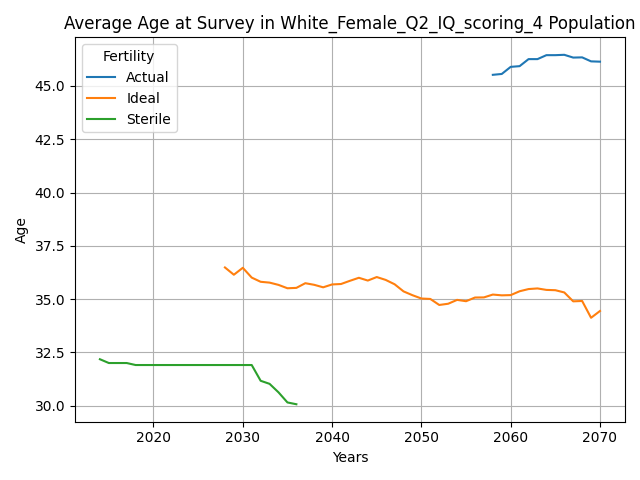 Average Age at Survey in White_Female_Q2_IQ_scoring_4 Population
Fertility
Actual
Ideal
Sterile
45.0
42.5
40.0
37.5
35.0
32.5
30.0
Age
2020 2030 2040 2050 2060 2070
Years